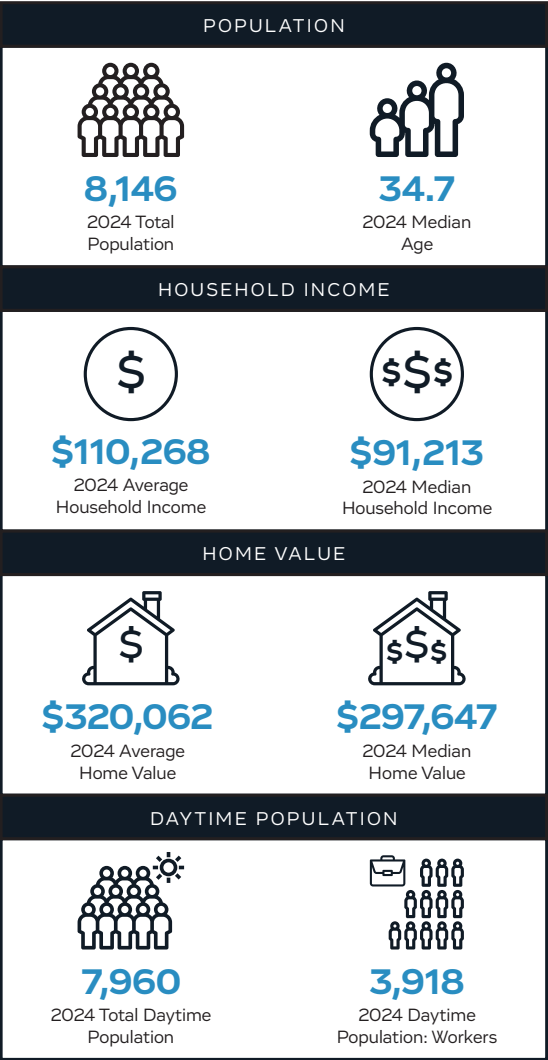 POPULATION
8,146
2024 Total
Population
34.7
2024 Median
Age
HOUSEHOLD INCOME
$
$110,268
2024 Average
Household Income
$$$
$91,213
2024 Median
Household Income
HOME VALUE
$
$320,062
2024 Average
Home Value
$$$
$297,647
2024 Median
Home Value
DAYTIME POPULATION
7,960
2024 Total Daytime
Population
3,918
2024 Daytime
Population: Workers